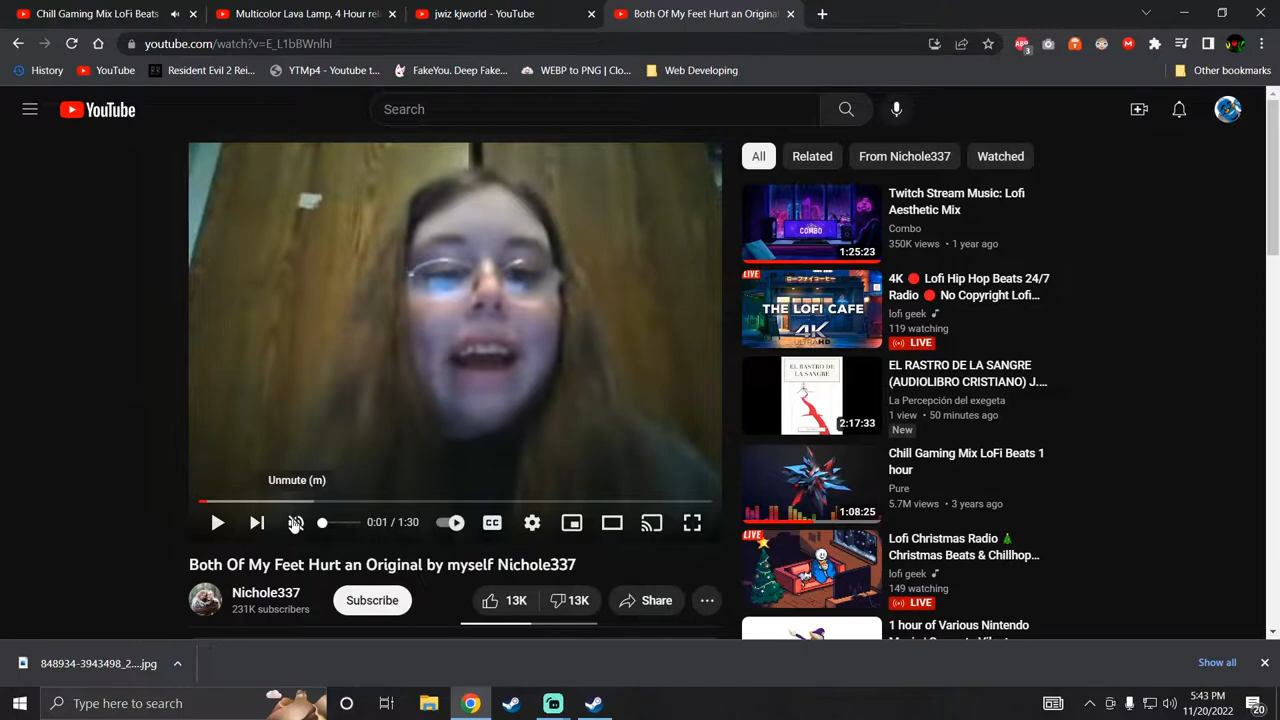 Chill Gaming Mix LoFi Beats
Multicolor Lava Lamp, 4 Hour rel
jwiz kjworld - YouTube
Both Of My Feet Hurt an Original
youtube.com/watch?v=E_L1bBWnlhI
3
History
YouTube
Resident Evil 2 Rei...
YTMp4 - Youtube t...
FakeYou. Deep Fake...
WEBP to PNG | Clo...
Web Developing
Other bookmarks
YouTube
Search
All
Related
From Nichole337
Watched
COMBO
1:25:23
Twitch Stream Music: Lofi
Aesthetic Mix
Combo
350K views • 1 year ago
LIVE
THE LOFI CAFE
4K
ULTRAHD
4K 🔴 Lofi Hip Hop Beats 24/7
Radio 🔴 No Copyright Lofi...
lofi geek
119 watching
LIVE
EL RASTRO DE
LA SANGRE
2:17:33
EL RASTRO DE LA SANGRE
(AUDIOLIBRO CRISTIANO) J....
La Percepción del exegeta
1 view • 50 minutes ago
New
1:08:25
Chill Gaming Mix LoFi Beats 1
hour
Pure
5.7M views • 3 years ago
LIVE
Lofi Christmas Radio 🎄
Christmas Beats & Chillhop...
lofi geek
149 watching
LIVE
1 hour of Various Nintendo
Unmute (m)
0:01 / 1:30
CC
Both Of My Feet Hurt an Original by myself Nichole337
Nichole337
231K subscribers
Subscribe
13K
13K
Share
848934-3943498_2....jpg
Show all
Type here to search
5:43 PM
11/20/2022
20